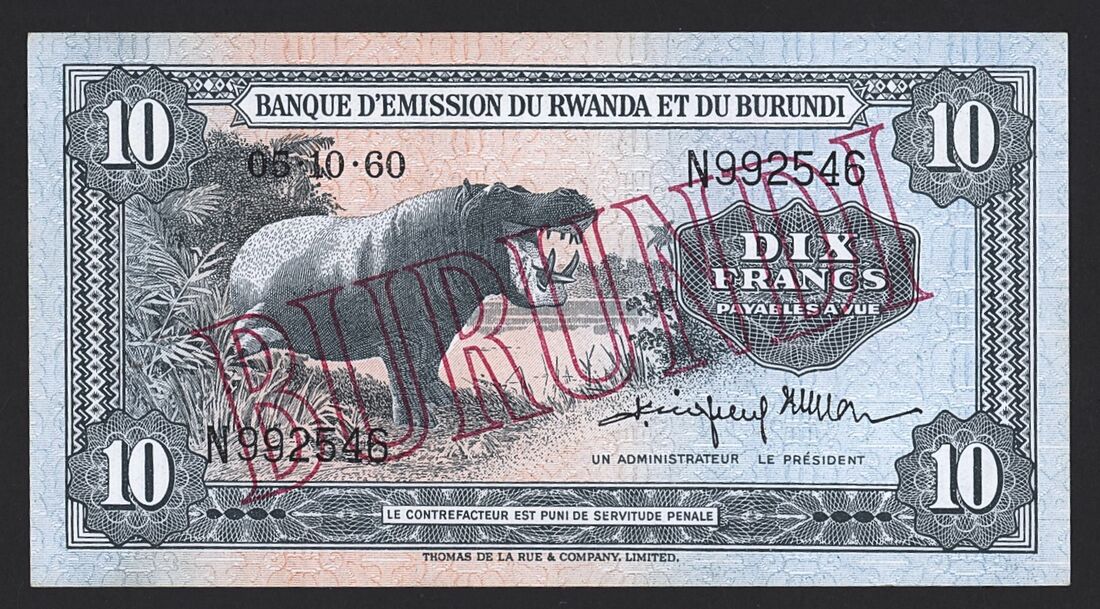 10
BANQUE D'EMISSION DU RWANDA ET DU BURUNDI
10
05·10·60
N992546
BURUNDI
DIX
FRANCS
PAYABLES A VUE
N992546
UN ADMINISTRATEUR LE PRÉSIDENT
10
LE CONTREFACTEUR EST PUNI DE SERVITUDE PENALE
10
THOMAS DE LA RUE & COMPANY, LIMITED.